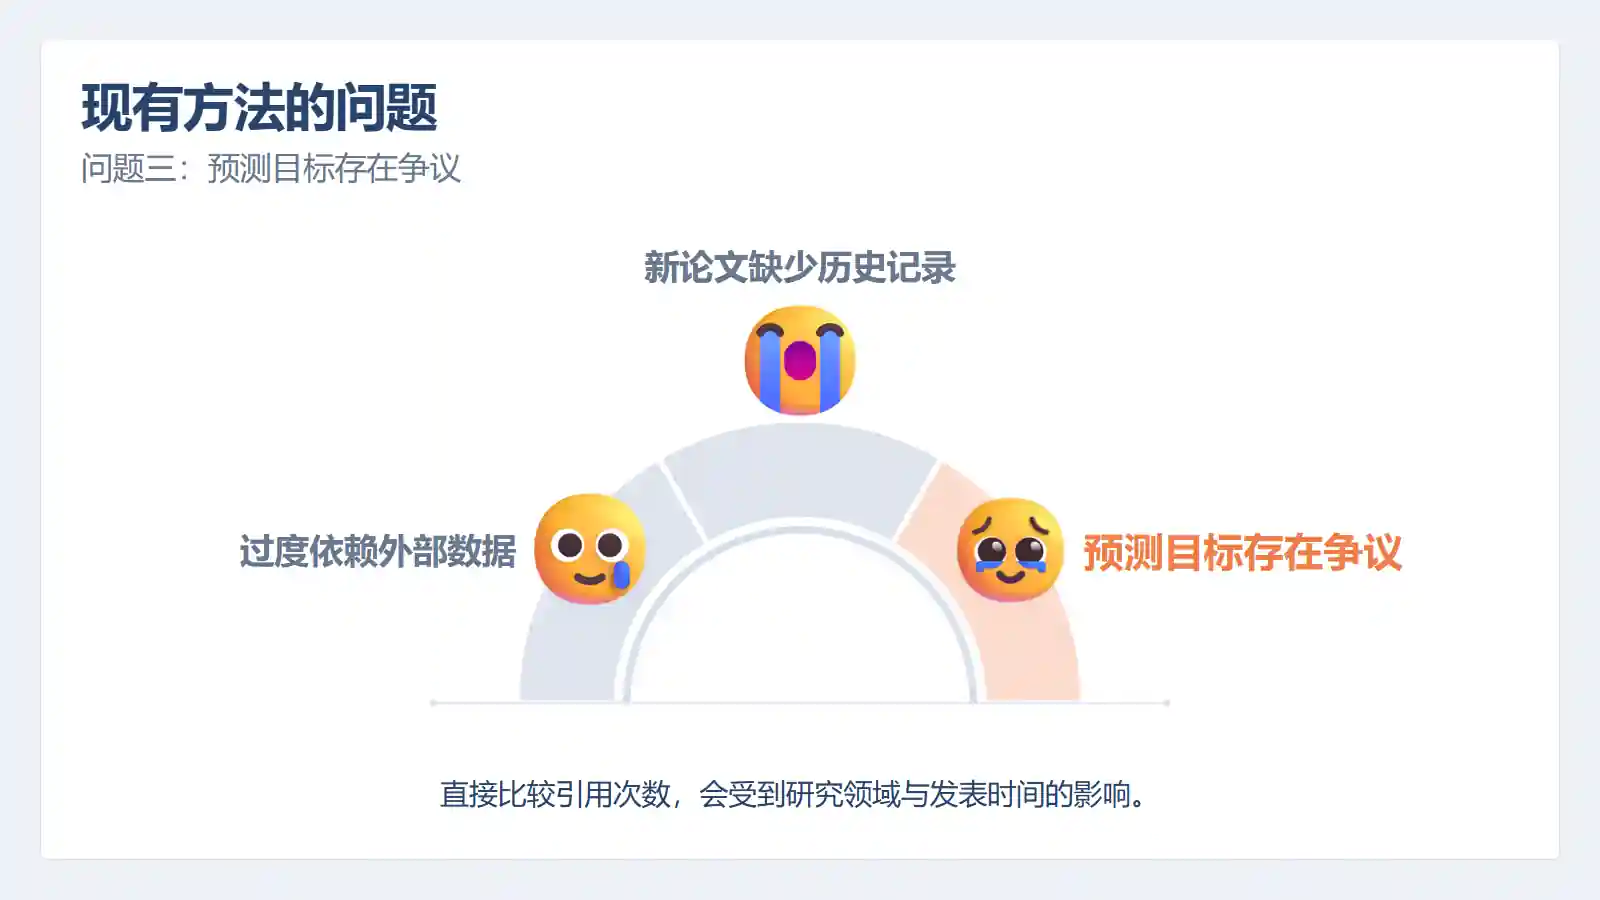 现有方法的问题
问题三：预测目标存在争议
新论文缺少历史记录
过度依赖外部数据
预测目标存在争议
直接比较引用次数，会受到研究领域与发表时间的影响。